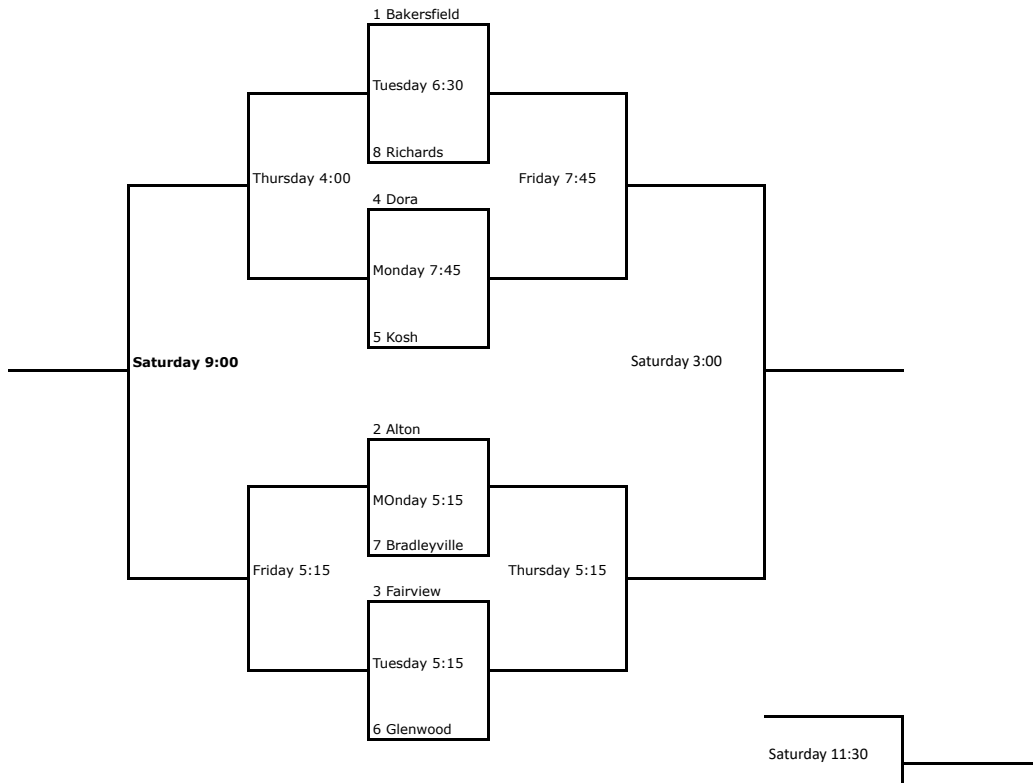 1 Bakersfield
Tuesday 6:30
8 Richards
Thursday 4:00
Friday 7:45
4 Dora
Monday 7:45
5 Kosh
Saturday 9:00
Saturday 3:00
2 Alton
MOnday 5:15
7 Bradleyville
Friday 5:15
Thursday 5:15
3 Fairview
Tuesday 5:15
6 Glenwood
Saturday 11:30